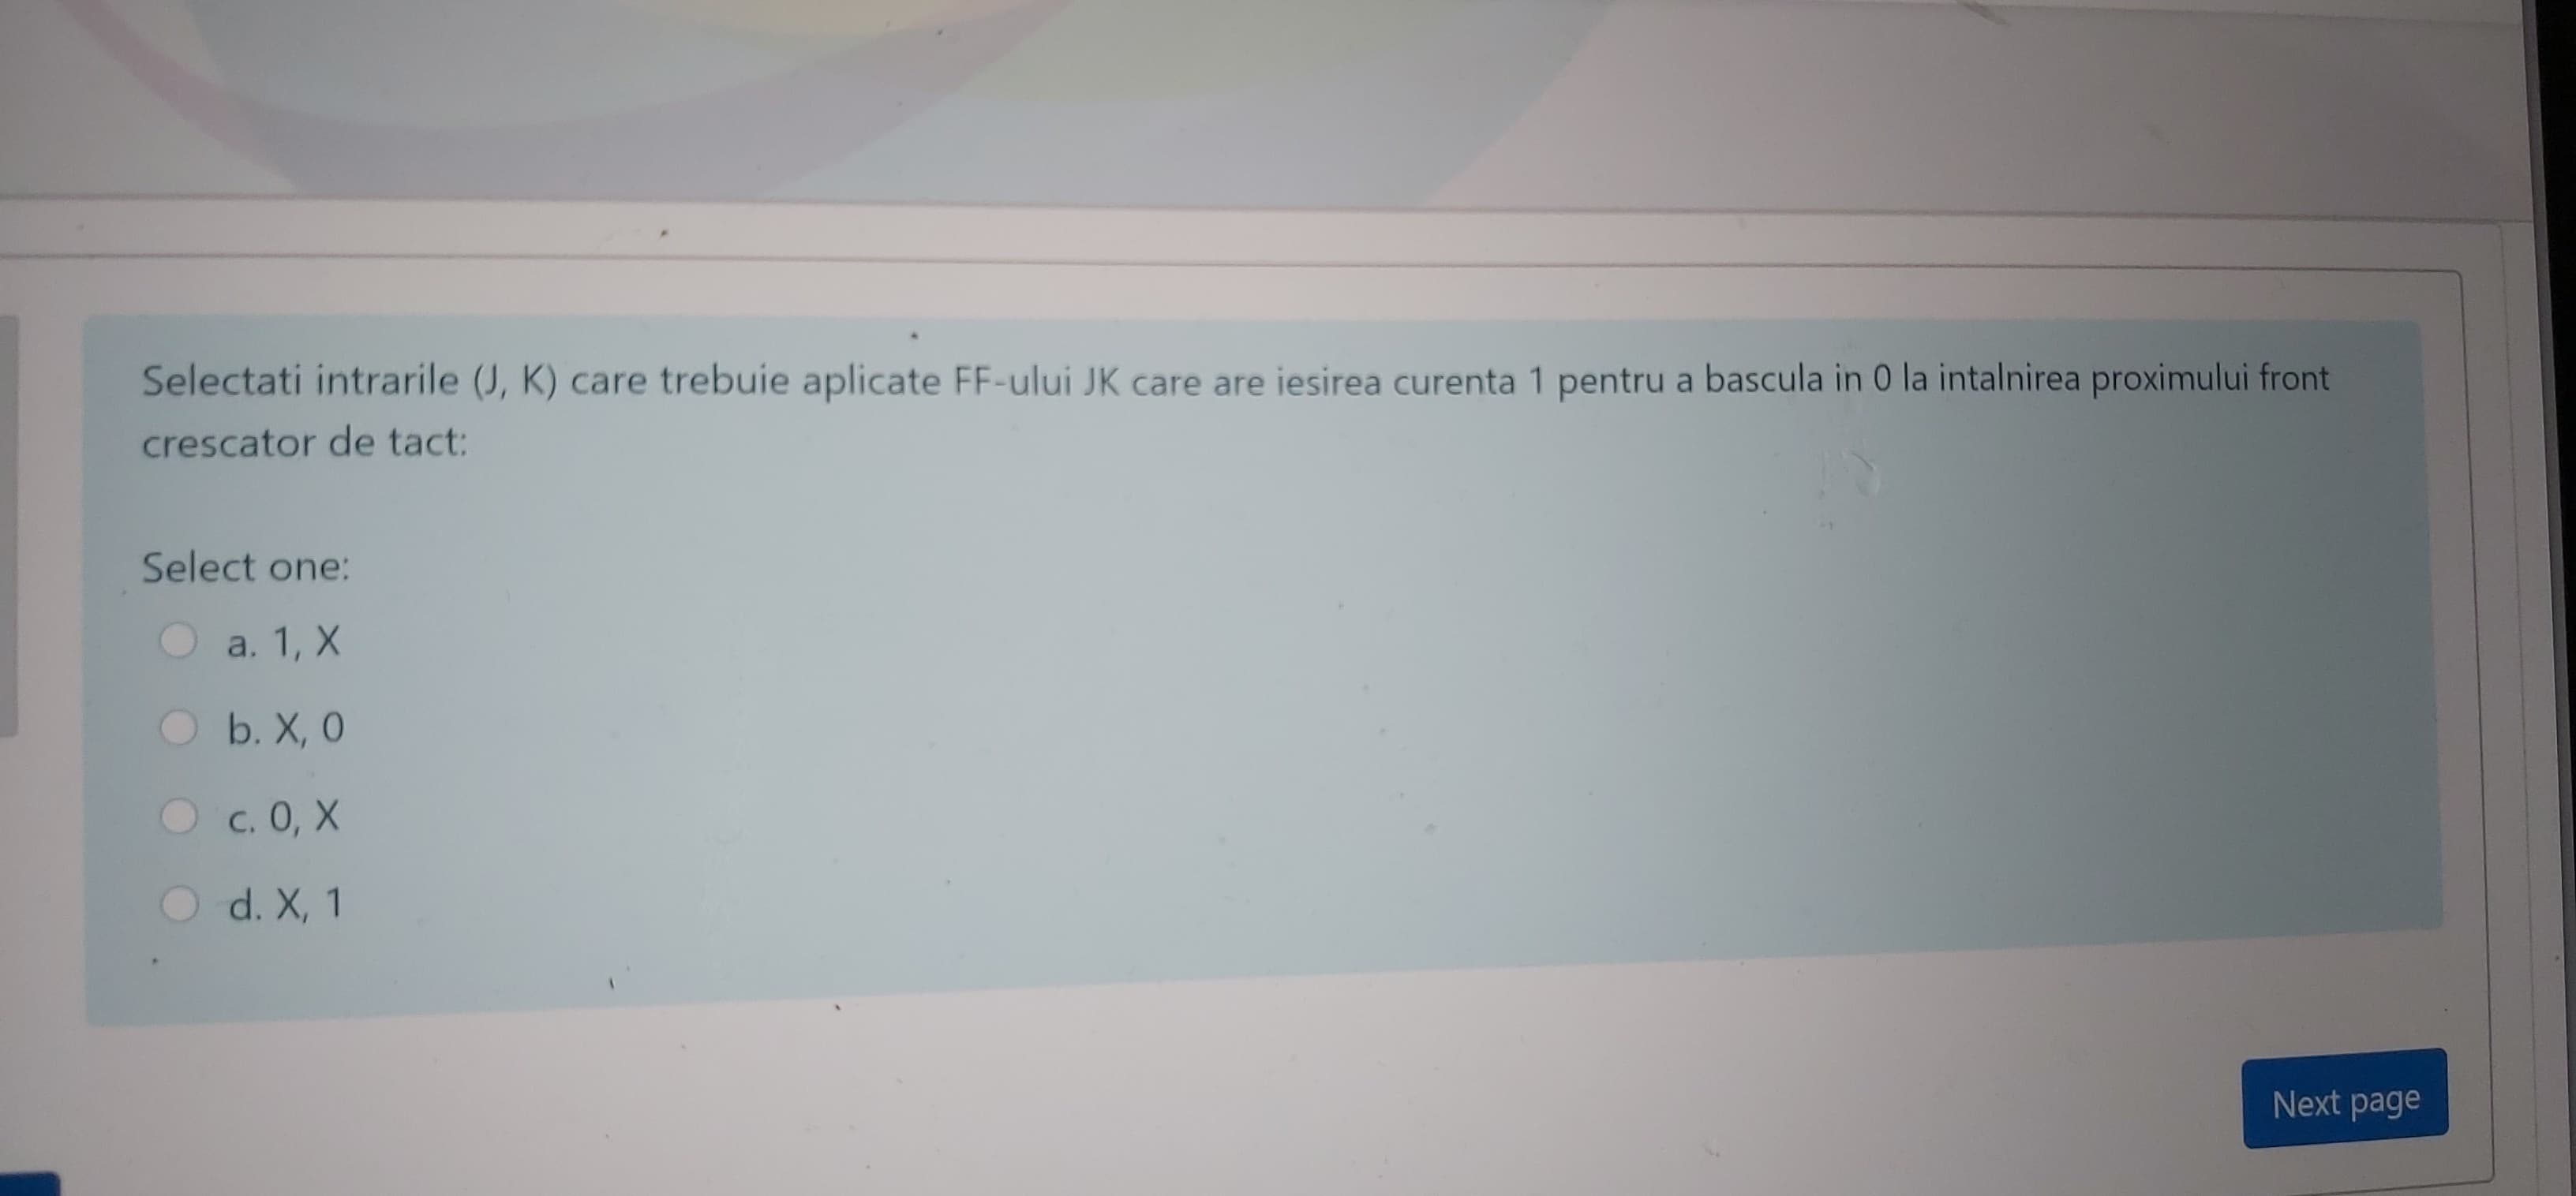 Selectati intrarile (J, K) care trebuie aplicate FF-ului JK care are iesirea curenta 1 pentru a bascula in 0 la intalnirea proximului front
crescator de tact:
Select one:
a. 1, X
b. X, 0
c. 0, X
d. X, 1
Next page